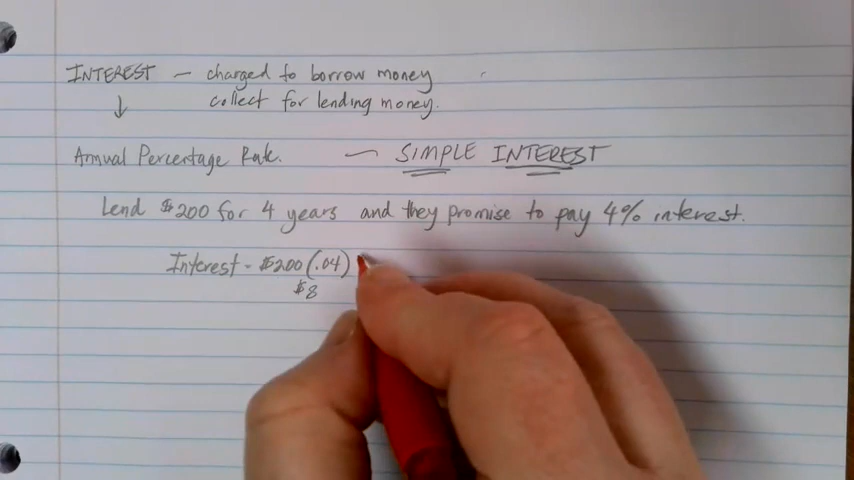 INTEREST — charged to borrow money
↓ collect for lending money.
Annual Percentage Rate. — SIMPLE INTEREST
Lend $200 for 4 years and they promise to pay 4% interest.
Interest - $200 (.04)
$8